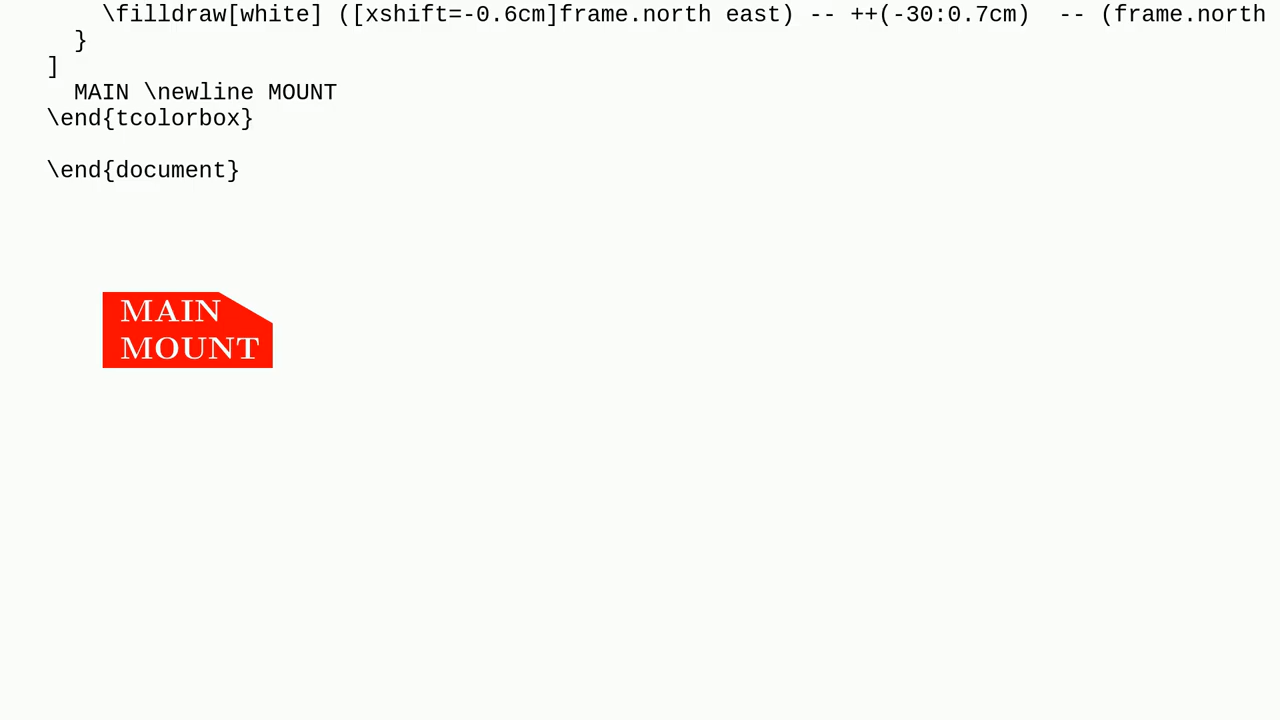 \filldraw[white] ([xshift=-0.6cm]frame.north east) -- ++(-30:0.7cm)  -- (frame.north
}
]
MAIN \newline MOUNT
\end{tcolorbox}
\end{document}
MAIN
MOUNT